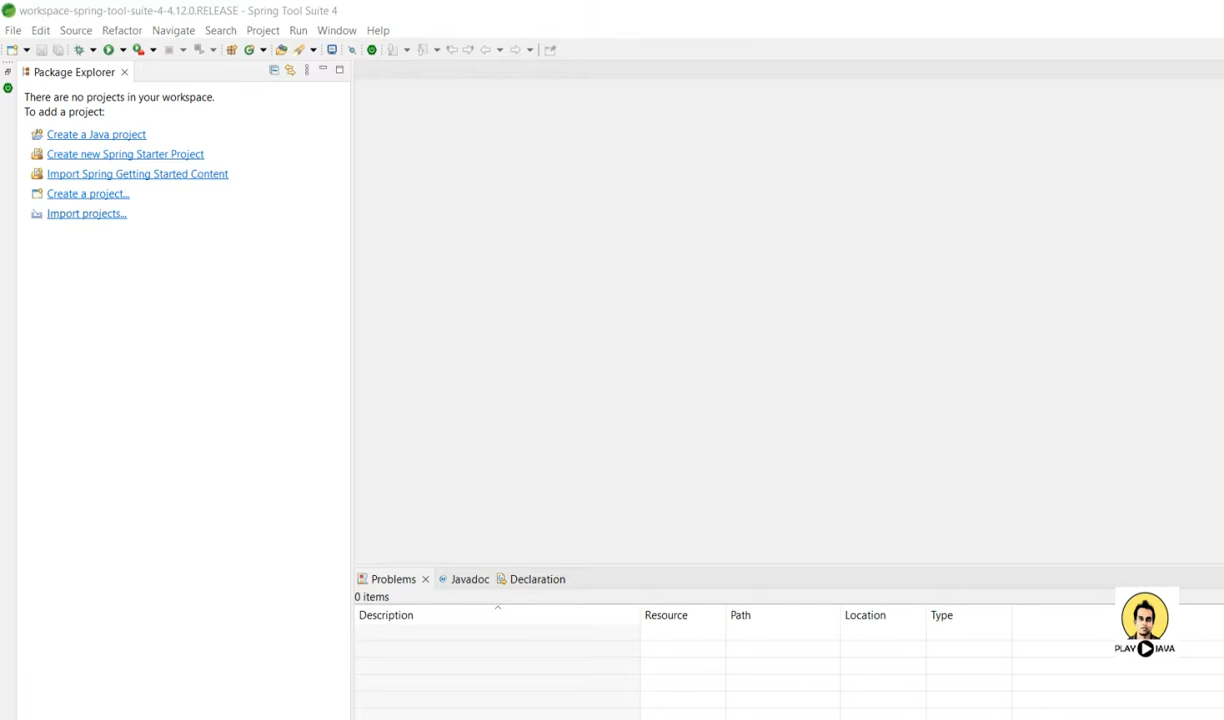 workspace-spring-tool-suite-4-4.12.0.RELEASE - Spring Tool Suite 4
File Edit Source Refactor Navigate Search Project Run Window Help
Package Explorer
There are no projects in your workspace.
To add a project:
Create a Java project
Create new Spring Starter Project
Import Spring Getting Started Content
Create a project...
Import projects...
Problems Javadoc Declaration
0 items
Description Resource Path Location Type
PLAY JAVA